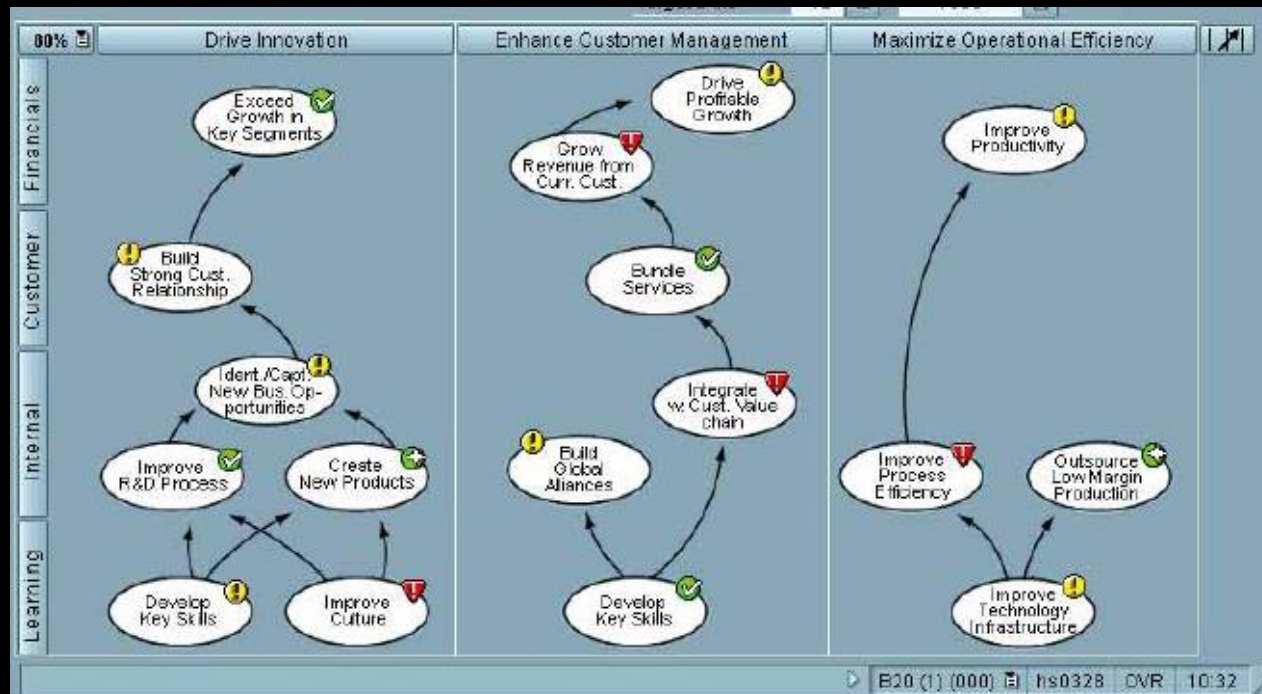 80%
Drive Innovation
Enhance Customer Management
Maximize Operational Efficiency
Financials
Customer
Internal
Learning
Exceed
Growth in
Key Segments
Build
Strong Cust.
Relationship
Ident./Capt.
New Bus. Op-
portunities
Improve
R&D Process
Create
New Products
Develop
Key Skills
Improve
Culture
Drive
Profitable
Growth
Grow
Revenue from
Curr. Cust.
Bundle
Services
Integrate
w. Cust. Value
chain
Build
Global
Aliances
Develop
Key Skills
Improve
Productivity
Improve
Process
Efficiency
Outsource
Low Margin
Production
Improve
Technology
Infrastructure
B20 (1) (000)
hs0328
OVR
10:32